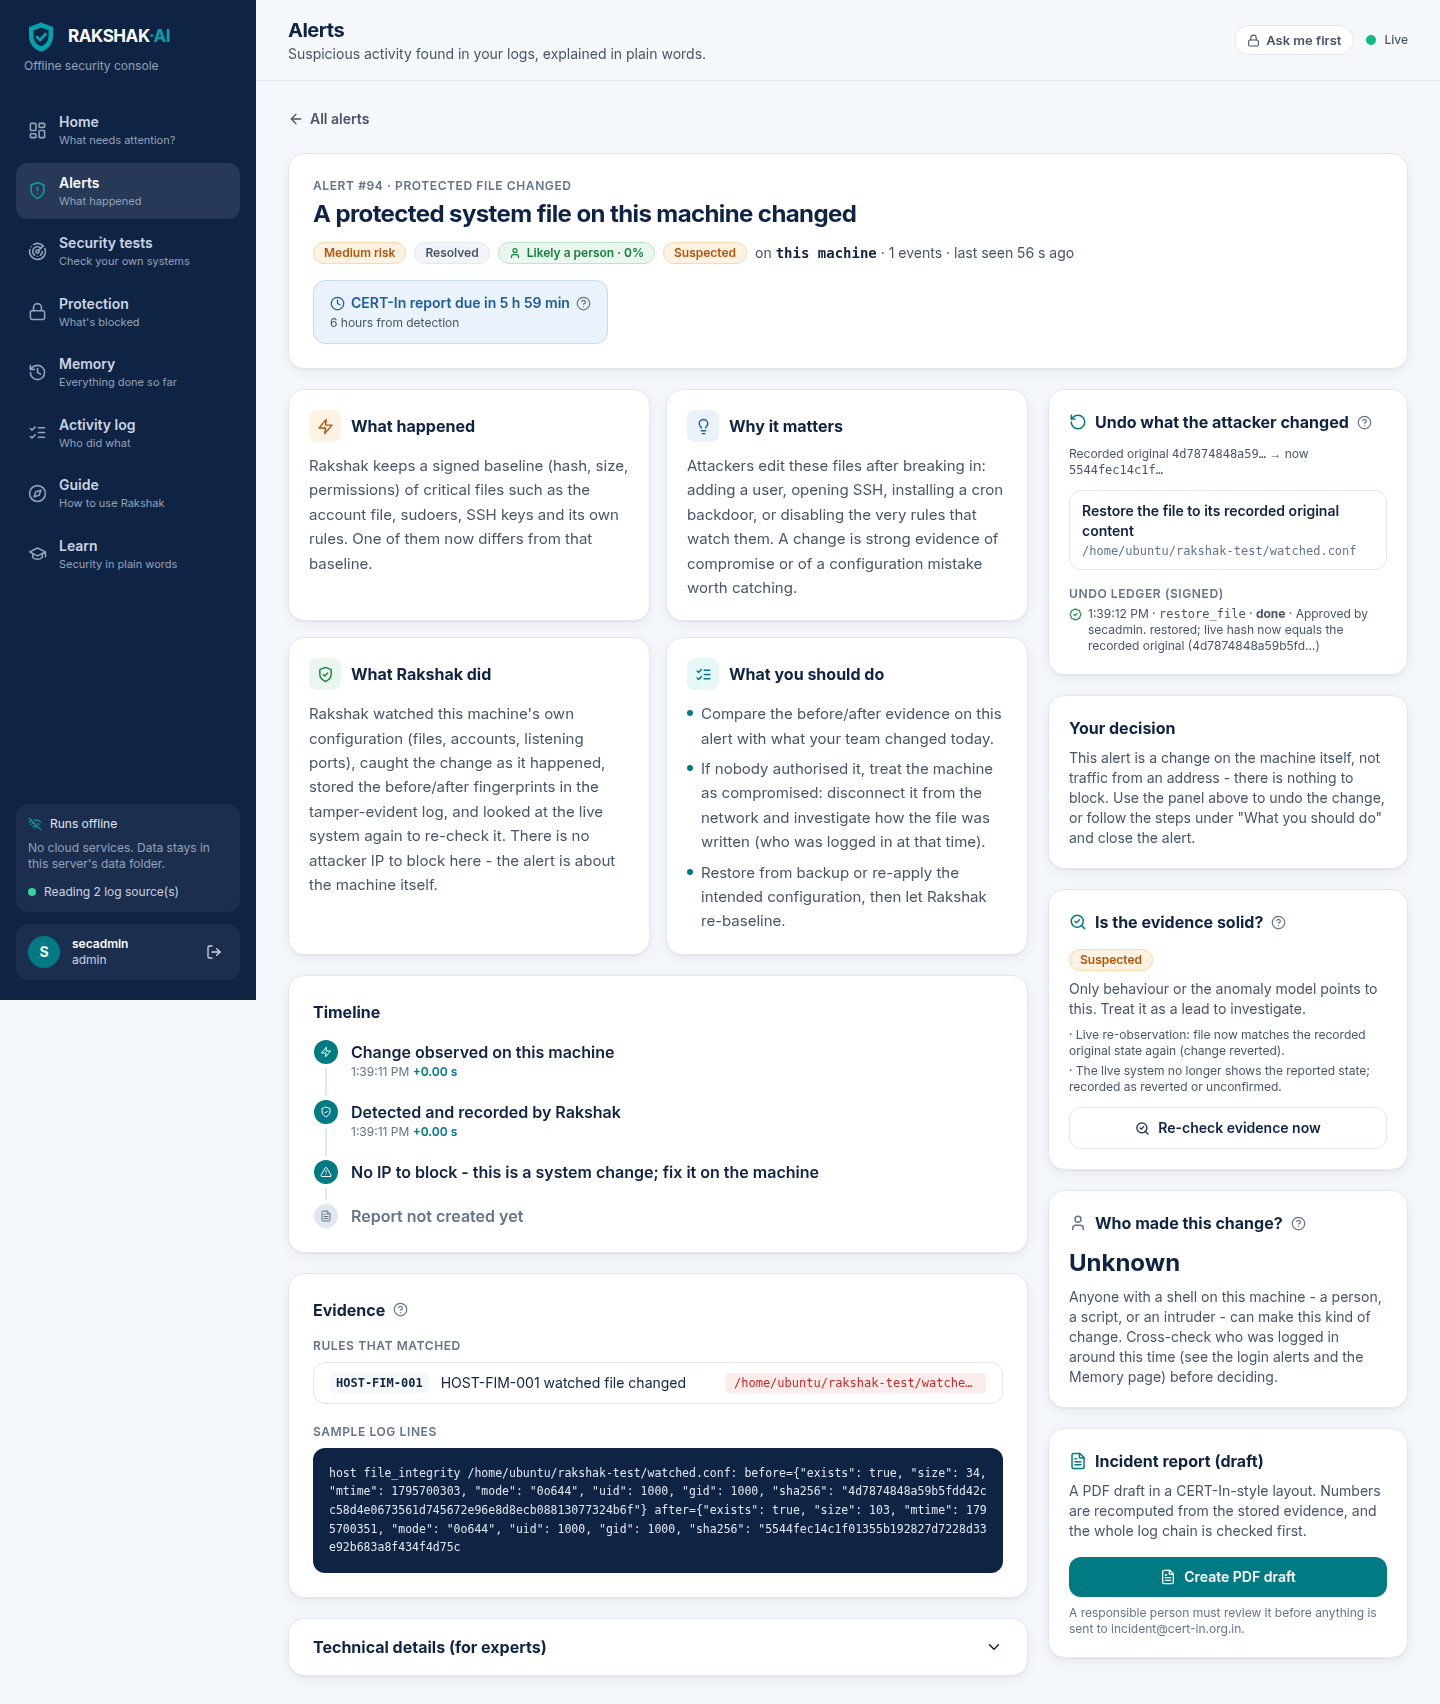 RAKSHAK·AI
Offline security console
Home
What needs attention?
Alerts
What happened
Security tests
Check your own systems
Protection
What's blocked
Memory
Everything done so far
Activity log
Who did what
Guide
How to use Rakshak
Learn
Security in plain words
Runs offline
No cloud services. Data stays in
this server's data folder.
Reading 2 log source(s)
S
secadmin
admin
Alerts
Suspicious activity found in your logs, explained in plain words.
Ask me first
Live
All alerts
ALERT #94 · PROTECTED FILE CHANGED
A protected system file on this machine changed
Medium risk Resolved Likely a person · 0% Suspected on this machine · 1 events · last seen 56 s ago
CERT-In report due in 5 h 59 min
6 hours from detection
What happened
Rakshak keeps a signed baseline (hash, size,
permissions) of critical files such as the
account file, sudoers, SSH keys and its own
rules. One of them now differs from that
baseline.
Why it matters
Attackers edit these files after breaking in:
adding a user, opening SSH, installing a cron
backdoor, or disabling the very rules that
watch them. A change is strong evidence of
compromise or of a configuration mistake
worth catching.
What Rakshak did
Rakshak watched this machine's own
configuration (files, accounts, listening
ports), caught the change as it happened,
stored the before/after fingerprints in the
tamper-evident log, and looked at the live
system again to re-check it. There is no
attacker IP to block here - the alert is about
the machine itself.
What you should do
Compare the before/after evidence on this
alert with what your team changed today.
If nobody authorised it, treat the machine
as compromised: disconnect it from the
network and investigate how the file was
written (who was logged in at that time).
Restore from backup or re-apply the
intended configuration, then let Rakshak
re-baseline.
Timeline
Change observed on this machine
1:39:11 PM +0.00 s
Detected and recorded by Rakshak
1:39:11 PM +0.00 s
No IP to block - this is a system change; fix it on the machine
Report not created yet
Evidence
RULES THAT MATCHED
HOST-FIM-001 HOST-FIM-001 watched file changed /home/ubuntu/rakshak-test/watche…
SAMPLE LOG LINES
host file_integrity /home/ubuntu/rakshak-test/watched.conf: before={"exists": true, "size": 34,
"mtime": 1795700303, "mode": "0o644", "uid": 1000, "gid": 1000, "sha256": "4d7874848a59b5fdd42c
c58d4e0673561d745672e96e8d8ecb08813077324b6f"} after={"exists": true, "size": 103, "mtime": 179
5700351, "mode": "0o644", "uid": 1000, "gid": 1000, "sha256": "5544fec14c1f01355b192827d7228d33
e92b683a8f434f4d75c
Technical details (for experts)
Undo what the attacker changed
Recorded original 4d7874848a59… → now
5544fec14c1f…
Restore the file to its recorded original
content
/home/ubuntu/rakshak-test/watched.conf
UNDO LEDGER (SIGNED)
1:39:12 PM · restore_file · done · Approved by
secadmin. restored; live hash now equals the
recorded original (4d7874848a59b5fd…)
Your decision
This alert is a change on the machine itself, not
traffic from an address - there is nothing to
block. Use the panel above to undo the change,
or follow the steps under "What you should do"
and close the alert.
Is the evidence solid?
Suspected
Only behaviour or the anomaly model points to
this. Treat it as a lead to investigate.
· Live re-observation: file now matches the recorded
original state again (change reverted).
· The live system no longer shows the reported state;
recorded as reverted or unconfirmed.
Re-check evidence now
Who made this change?
Unknown
Anyone with a shell on this machine - a person,
a script, or an intruder - can make this kind of
change. Cross-check who was logged in
around this time (see the login alerts and the
Memory page) before deciding.
Incident report (draft)
A PDF draft in a CERT-In-style layout. Numbers
are recomputed from the stored evidence, and
the whole log chain is checked first.
Create PDF draft
A responsible person must review it before anything is
sent to incident@cert-in.org.in.